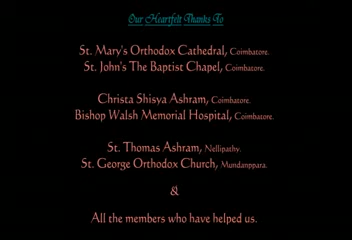 Our Heartfelt Thanks To
St. Mary's Orthodox Cathedral, Coimbatore.
St. John's The Baptist Chapel, Coimbatore.
Christa Shisya Ashram, Coimbatore.
Bishop Walsh Memorial Hospital, Coimbatore.
St. Thomas Ashram, Nellipathy.
St. George Orthodox Church, Mundanppara.
&
All the members who have helped us.